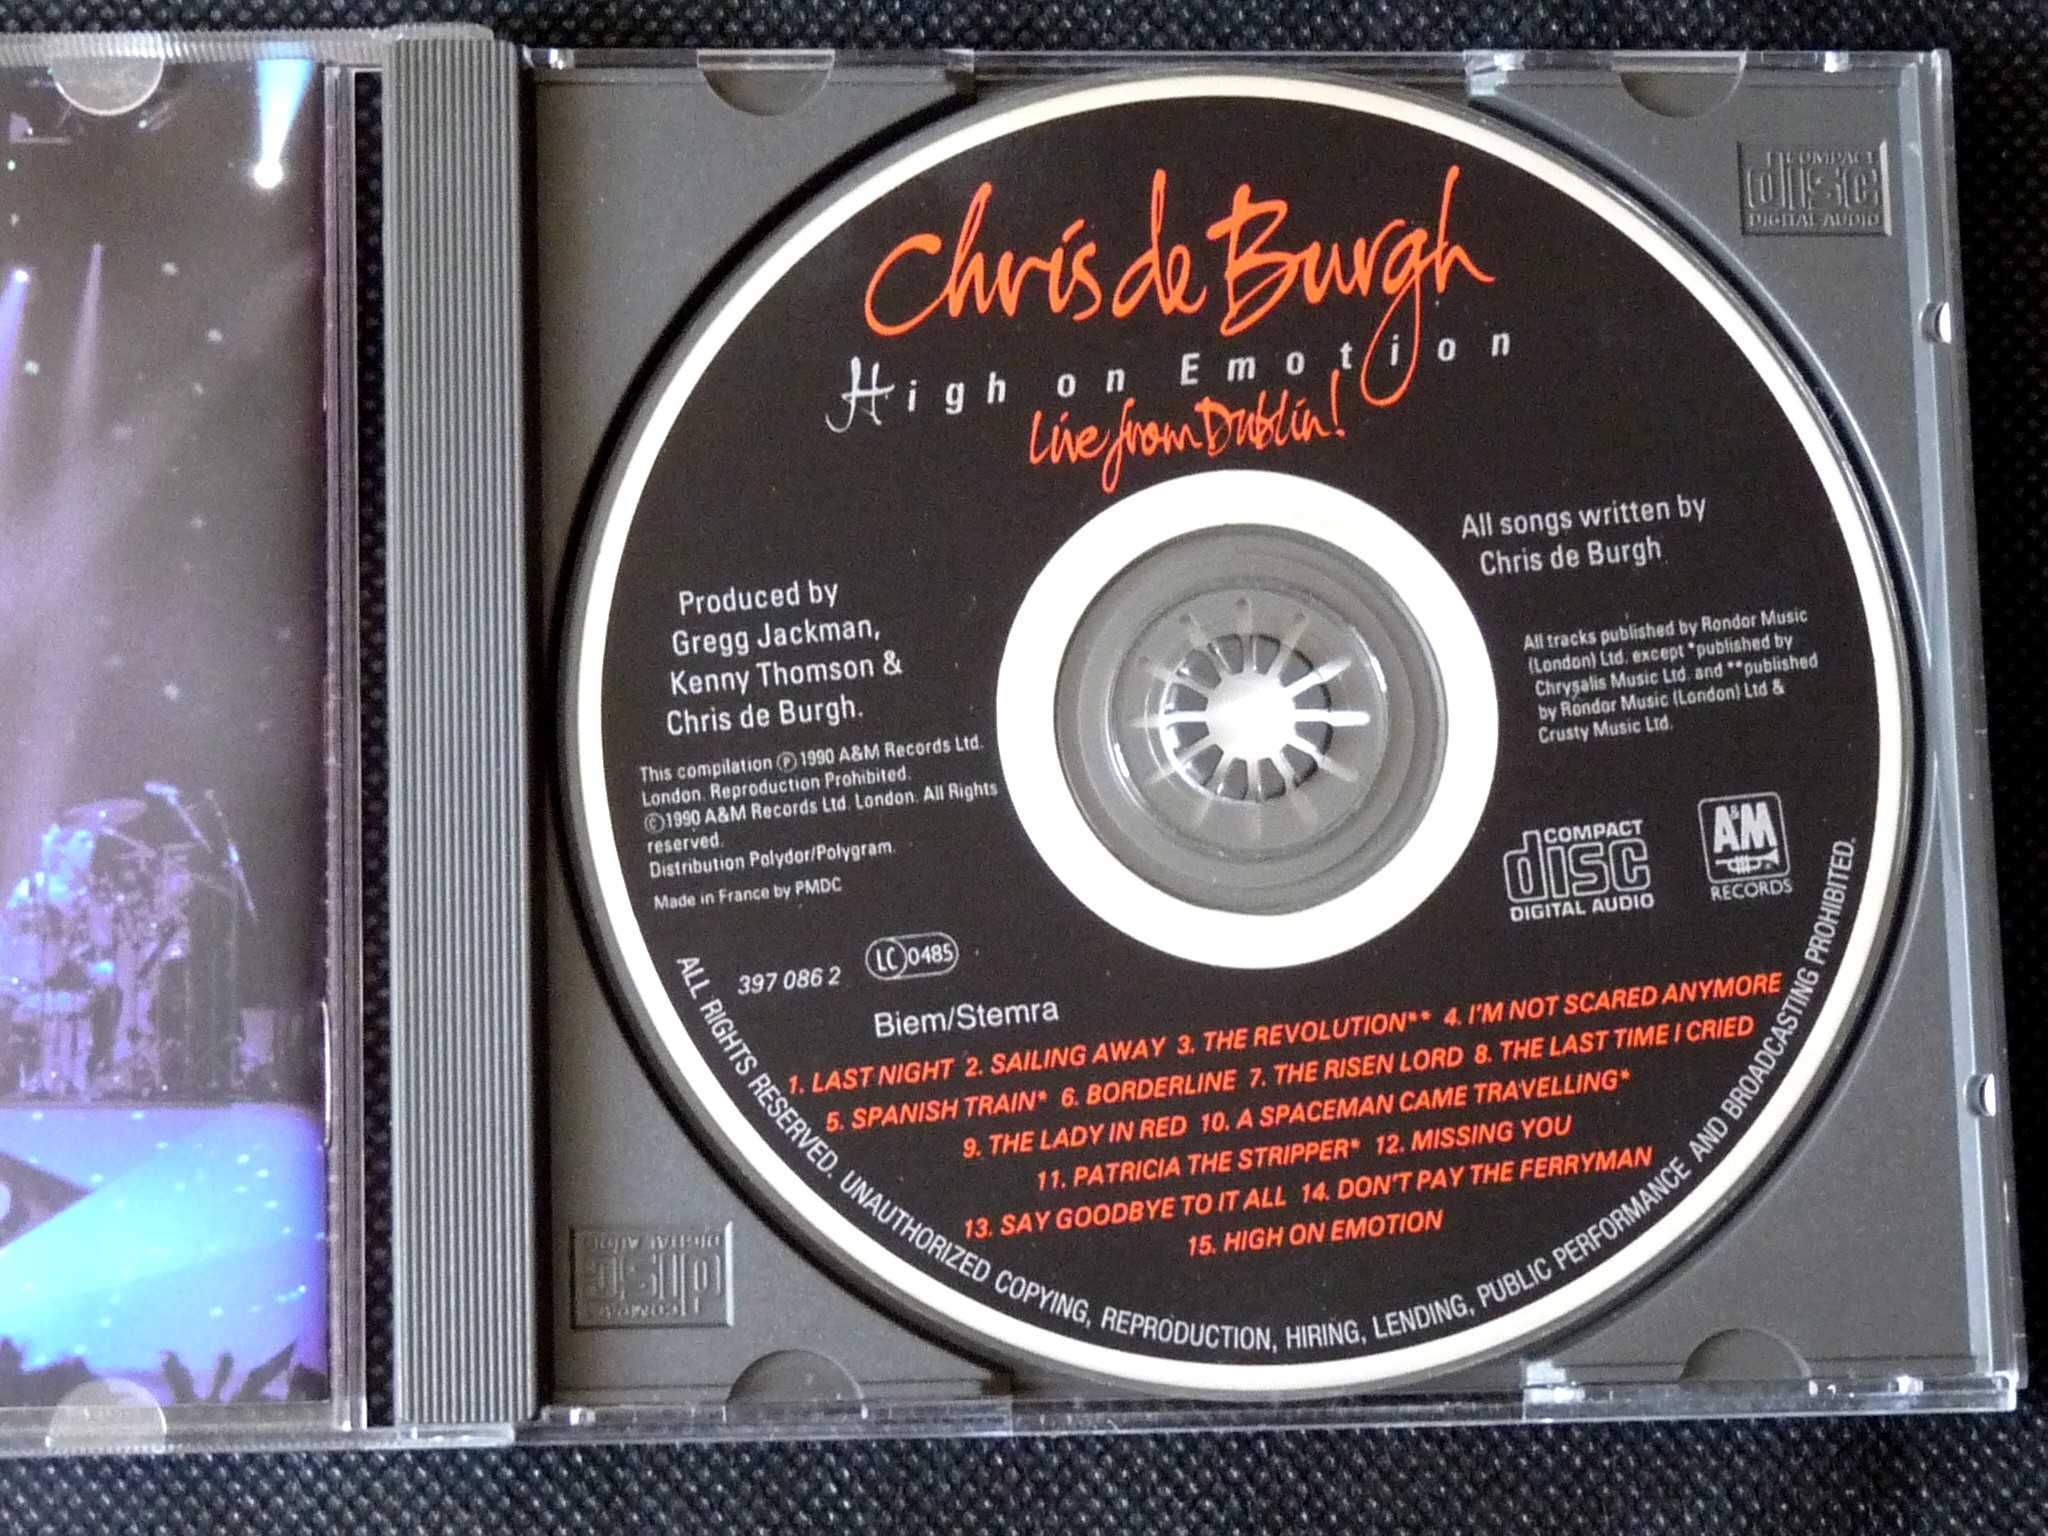 Chris de Burgh
High on Emotion
Live from Dublin!
All songs written by
Chris de Burgh
Produced by
Gregg Jackman,
Kenny Thomson &
Chris de Burgh.
All tracks published by Rondor Music
(London) Ltd. except *published by
Chrysalis Music Ltd. and **published
by Rondor Music (London) Ltd &
Crusty Music Ltd.
This compilation ℗1990 A&M Records Ltd.
London. Reproduction Prohibited.
©1990 A&M Records Ltd. London. All Rights
reserved.
Distribution Polydor/Polygram.
Made in France by PMDC
COMPACT
disc
DIGITAL AUDIO
A&M
RECORDS
397 086 2
LC 0485
Biem/Stemra
1. LAST NIGHT 2. SAILING AWAY 3. THE REVOLUTION** 4. I'M NOT SCARED ANYMORE
5. SPANISH TRAIN* 6. BORDERLINE 7. THE RISEN LORD 8. THE LAST TIME I CRIED
9. THE LADY IN RED 10. A SPACEMAN CAME TRAVELLING*
11. PATRICIA THE STRIPPER* 12. MISSING YOU
13. SAY GOODBYE TO IT ALL 14. DON'T PAY THE FERRYMAN
15. HIGH ON EMOTION
ALL RIGHTS RESERVED. UNAUTHORIZED COPYING, REPRODUCTION, HIRING, LENDING, PUBLIC PERFORMANCE AND BROADCASTING PROHIBITED.
COMPACT
disc
DIGITAL AUDIO
COMPACT
disc
DIGITAL AUDIO